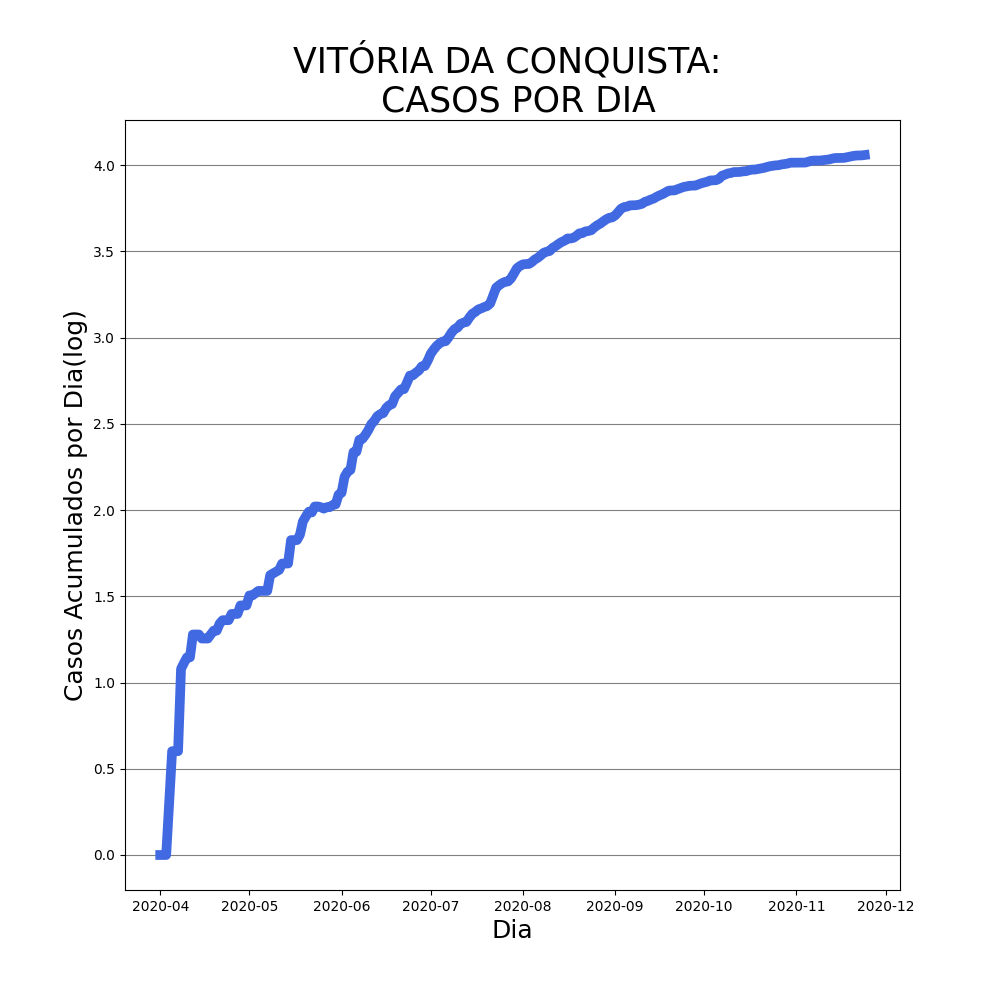 VITÓRIA DA CONQUISTA:
CASOS POR DIA
Casos Acumulados por Dia(log)
4.0
3.5
3.0
2.5
2.0
1.5
1.0
0.5
0.0
2020-04 2020-05 2020-06 2020-07 2020-08 2020-09 2020-10 2020-11 2020-12
Dia